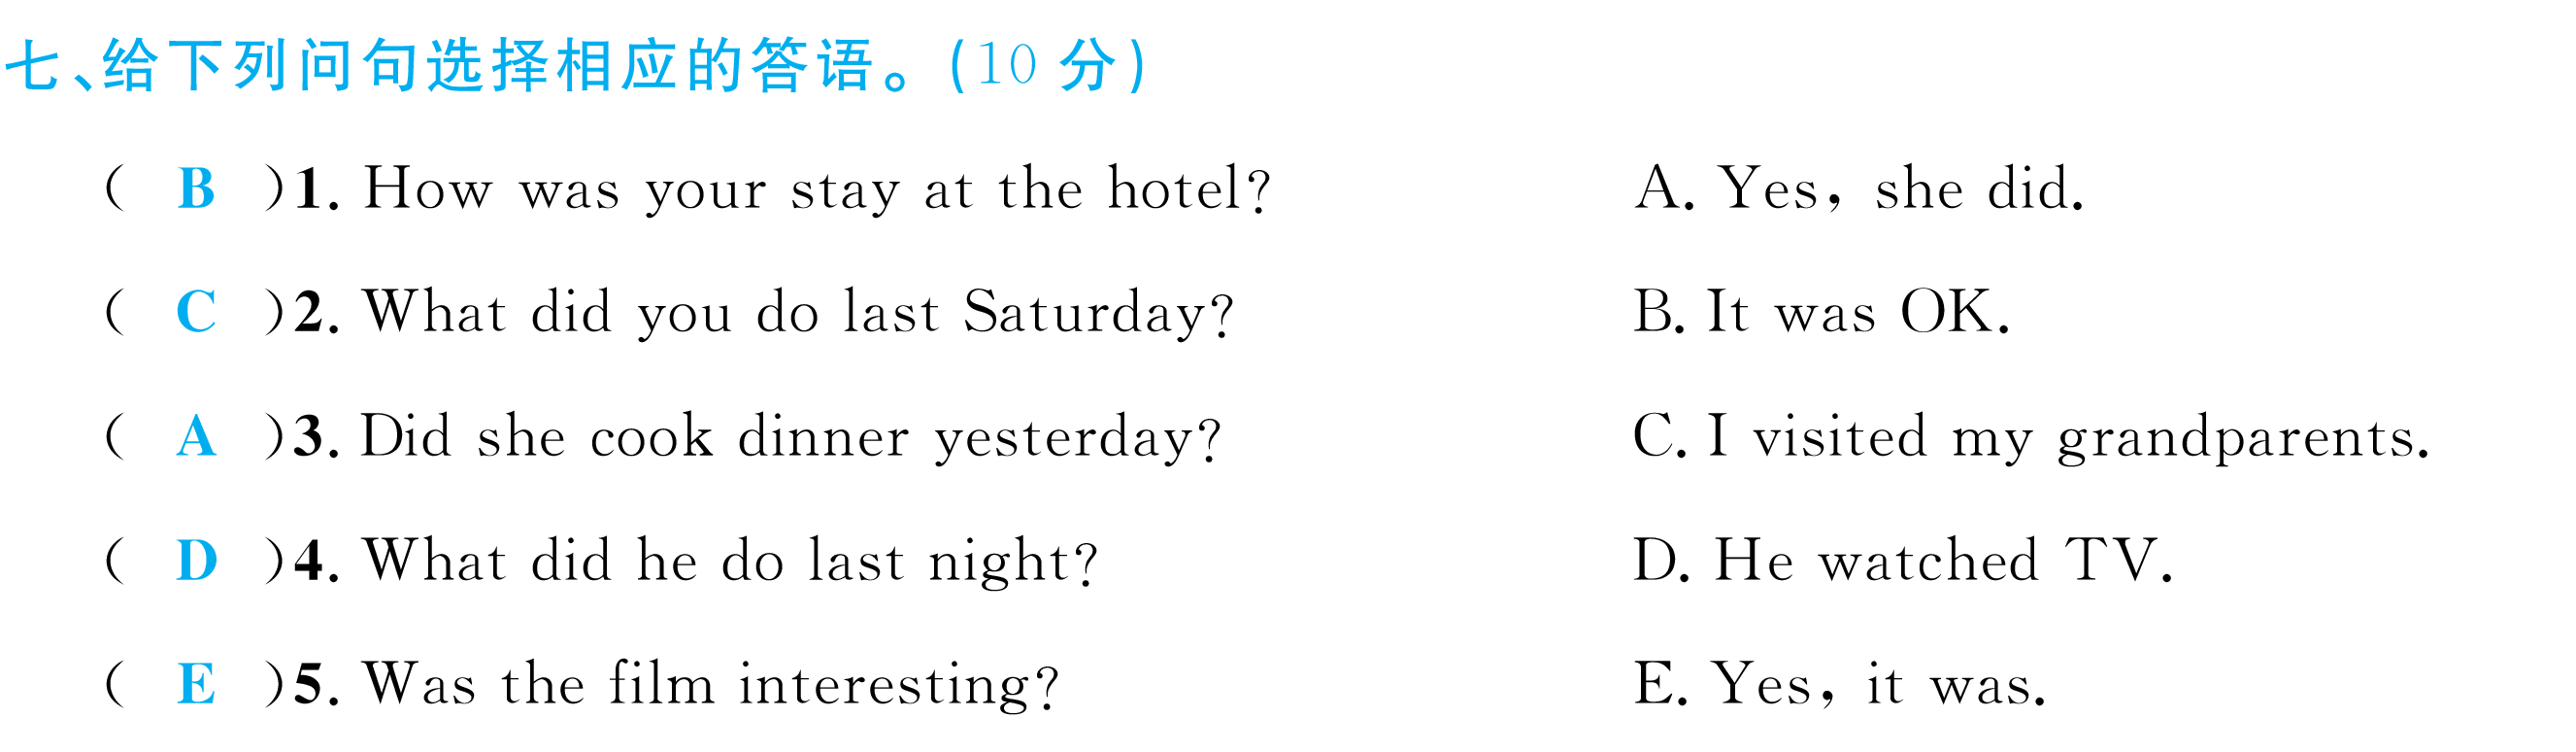 七、给下列问句选择相应的答语。(10 分)
( B )1. How was your stay at the hotel? A. Yes, she did.
( C )2. What did you do last Saturday? B. It was OK.
( A )3. Did she cook dinner yesterday? C. I visited my grandparents.
( D )4. What did he do last night? D. He watched TV.
( E )5. Was the film interesting? E. Yes, it was.